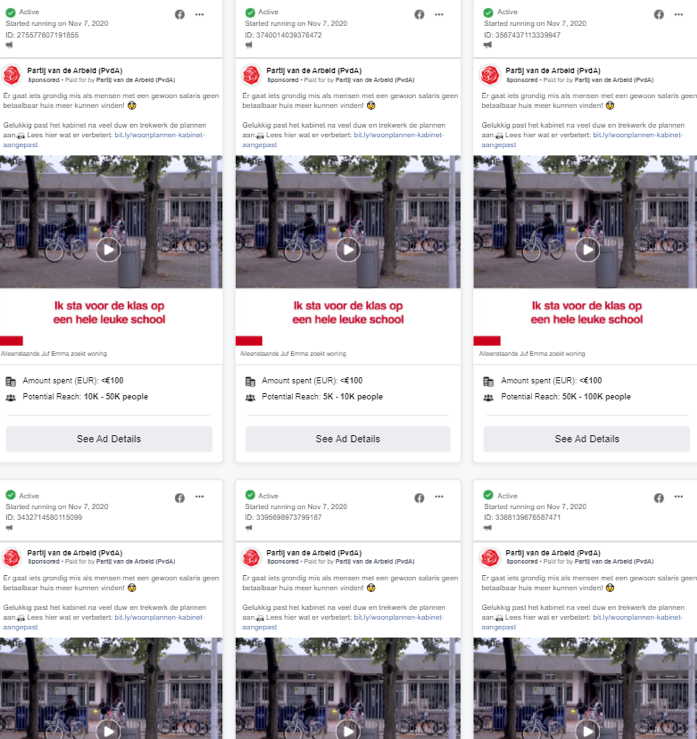 Active
Started running on Nov 7, 2020
ID: 275577607191855
Partij van de Arbeid (PvdA)
Sponsored • Paid for by Partij van de Arbeid (PvdA)
Er gaat iets grondig mis als mensen met een gewoon salaris geen
betaalbaar huis meer kunnen vinden! 😨
Gelukkig past het kabinet na veel duw en trekwerk de plannen
aan🚜 Lees hier wat er verbetert: bit.ly/woonplannen-kabinet-
aangepast
Ik sta voor de klas op
een hele leuke school
Alleenstaande Juf Emma zoekt woning
Amount spent (EUR): <€100
Potential Reach: 10K - 50K people
See Ad Details
Active
Started running on Nov 7, 2020
ID: 3740014039376472
Partij van de Arbeid (PvdA)
Sponsored • Paid for by Partij van de Arbeid (PvdA)
Er gaat iets grondig mis als mensen met een gewoon salaris geen
betaalbaar huis meer kunnen vinden! 😨
Gelukkig past het kabinet na veel duw en trekwerk de plannen
aan🚜 Lees hier wat er verbetert: bit.ly/woonplannen-kabinet-
aangepast
Ik sta voor de klas op
een hele leuke school
Alleenstaande Juf Emma zoekt woning
Amount spent (EUR): <€100
Potential Reach: 5K - 10K people
See Ad Details
Active
Started running on Nov 7, 2020
ID: 3567437113339947
Partij van de Arbeid (PvdA)
Sponsored • Paid for by Partij van de Arbeid (PvdA)
Er gaat iets grondig mis als mensen met een gewoon salaris geen
betaalbaar huis meer kunnen vinden! 😨
Gelukkig past het kabinet na veel duw en trekwerk de plannen
aan🚜 Lees hier wat er verbetert: bit.ly/woonplannen-kabinet-
aangepast
Ik sta voor de klas op
een hele leuke school
Alleenstaande Juf Emma zoekt woning
Amount spent (EUR): <€100
Potential Reach: 50K - 100K people
See Ad Details
Active
Started running on Nov 7, 2020
ID: 3432714580115099
Partij van de Arbeid (PvdA)
Sponsored • Paid for by Partij van de Arbeid (PvdA)
Er gaat iets grondig mis als mensen met een gewoon salaris geen
betaalbaar huis meer kunnen vinden! 😨
Gelukkig past het kabinet na veel duw en trekwerk de plannen
aan🚜 Lees hier wat er verbetert: bit.ly/woonplannen-kabinet-
aangepast
Active
Started running on Nov 7, 2020
ID: 3395698973799187
Partij van de Arbeid (PvdA)
Sponsored • Paid for by Partij van de Arbeid (PvdA)
Er gaat iets grondig mis als mensen met een gewoon salaris geen
betaalbaar huis meer kunnen vinden! 😨
Gelukkig past het kabinet na veel duw en trekwerk de plannen
aan🚜 Lees hier wat er verbetert: bit.ly/woonplannen-kabinet-
aangepast
Active
Started running on Nov 7, 2020
ID: 3368139676587471
Partij van de Arbeid (PvdA)
Sponsored • Paid for by Partij van de Arbeid (PvdA)
Er gaat iets grondig mis als mensen met een gewoon salaris geen
betaalbaar huis meer kunnen vinden! 😨
Gelukkig past het kabinet na veel duw en trekwerk de plannen
aan🚜 Lees hier wat er verbetert: bit.ly/woonplannen-kabinet-
aangepast